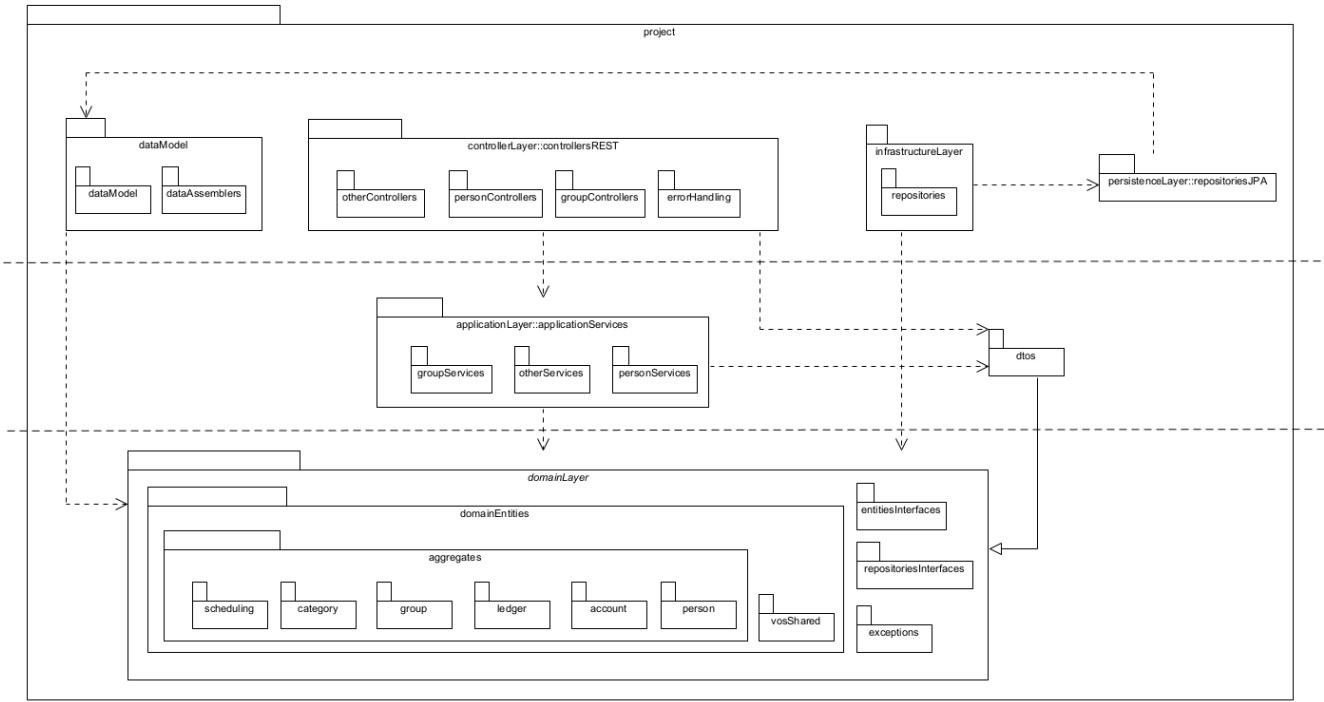 project
dataModel
dataModel
dataAssemblers
controllerLayer::controllersREST
otherControllers
personControllers
groupControllers
errorHandling
infrastructureLayer
repositories
persistenceLayer::repositoriesJPA
applicationLayer::applicationServices
groupServices
otherServices
personServices
dtos
domainLayer
domainEntities
aggregates
scheduling
category
group
ledger
account
person
vosShared
entitiesInterfaces
repositoriesInterfaces
exceptions